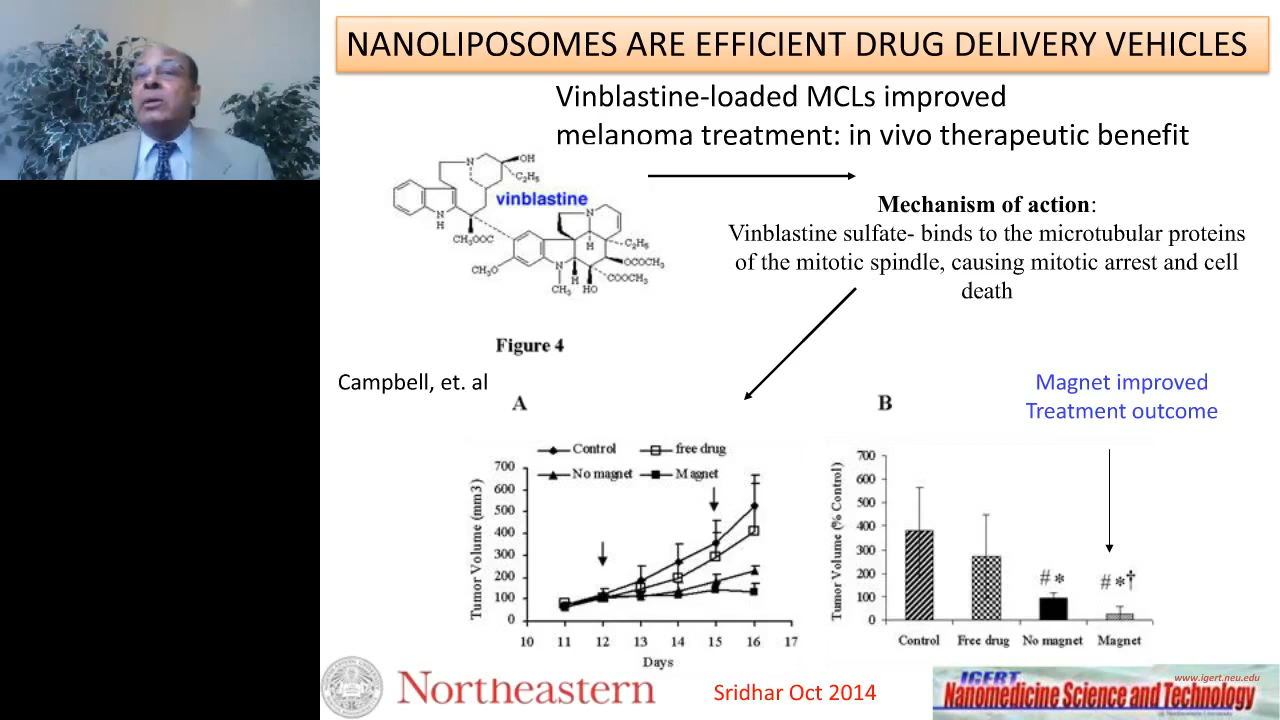 NANOLIPOSOMES ARE EFFICIENT DRUG DELIVERY VEHICLES
Vinblastine-loaded MCLs improved
melanoma treatment: in vivo therapeutic benefit
N
OH
C₂H₅
vinblastine
N
H
CH₃OOC
N
H
C₂H₅
CH₃O
OCOCH₃
N
H
COOCH₃
CH₃
HO
Mechanism of action:
Vinblastine sulfate- binds to the microtubular proteins
of the mitotic spindle, causing mitotic arrest and cell
death
Figure 4
Campbell, et. al
Magnet improved
Treatment outcome
A
Control
free drug
No magnet
Magnet
Tumor Volume (mm3)
700
600
500
400
300
200
100
0
10 11 12 13 14 15 16 17
Days
B
Tumor Volume (% Control)
700
600
500
400
300
200
100
0
# *
# *†
Control Free drug No magnet Magnet
Northeastern
Sridhar Oct 2014
IGERT
www.igert.neu.edu
Nanomedicine Science and Technology